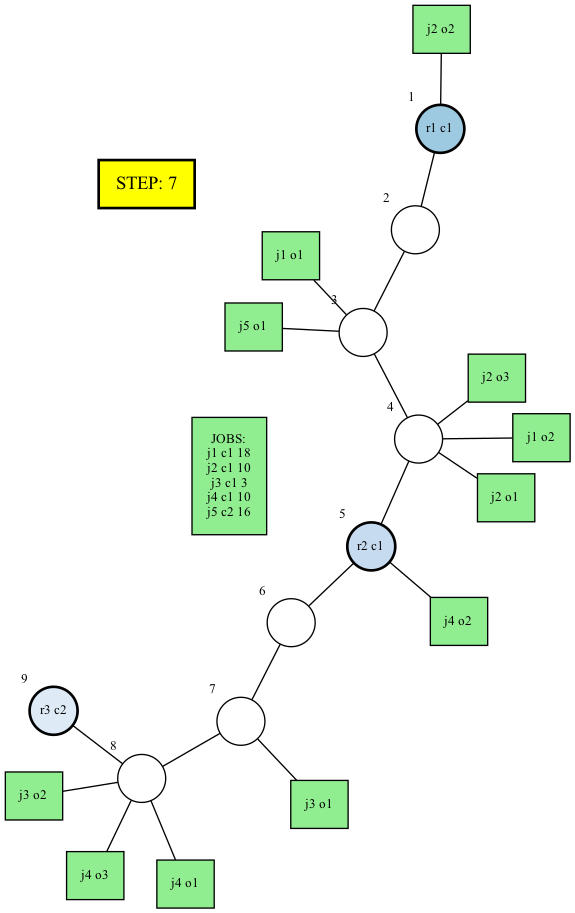 j2 o2
1
r1 c1
STEP: 7
2
j1 o1
3
j5 o1
j2 o3
4
j1 o2
JOBS:
j1 c1 18
j2 c1 10
j3 c1 3
j4 c1 10
j5 c2 16
j2 o1
5
r2 c1
6
j4 o2
9
7
r3 c2
8
j3 o2
j3 o1
j4 o3
j4 o1